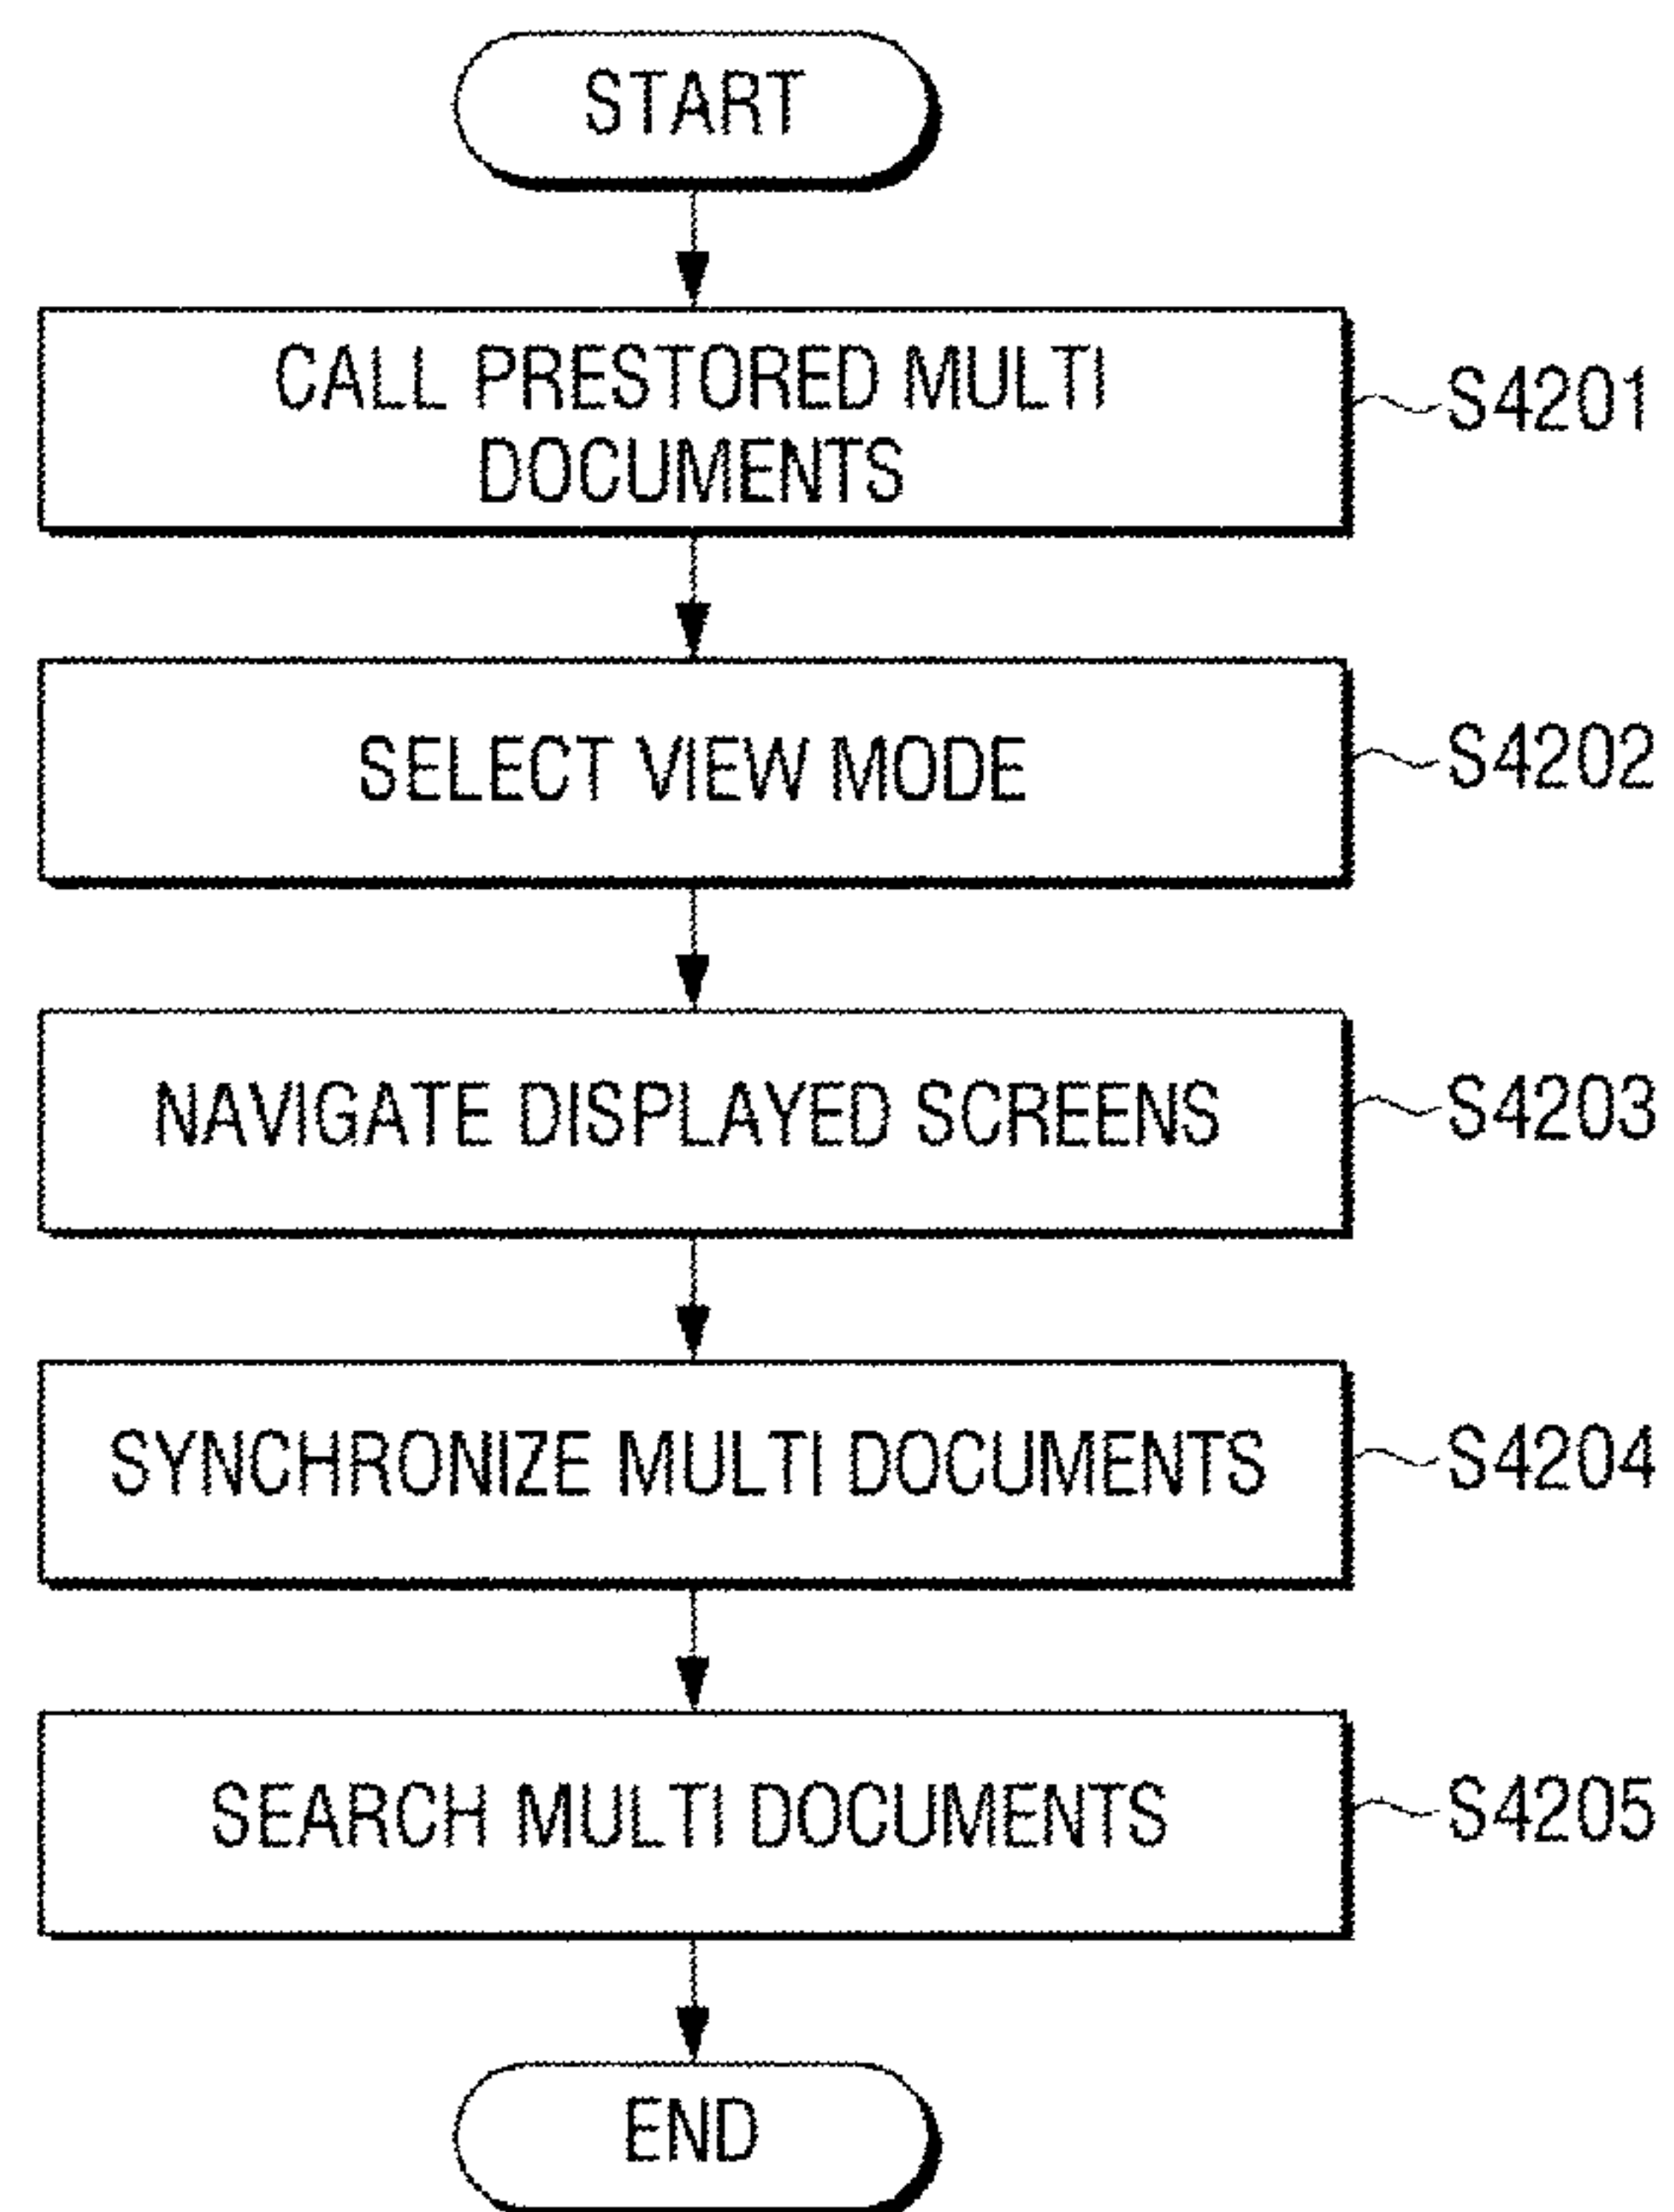 START
CALL PRESTORED MULTI
DOCUMENTS
S4201
SELECT VIEW MODE
S4202
NAVIGATE DISPLAYED SCREENS
S4203
SYNCHRONIZE MULTI DOCUMENTS
S4204
SEARCH MULTI DOCUMENTS
S4205
END